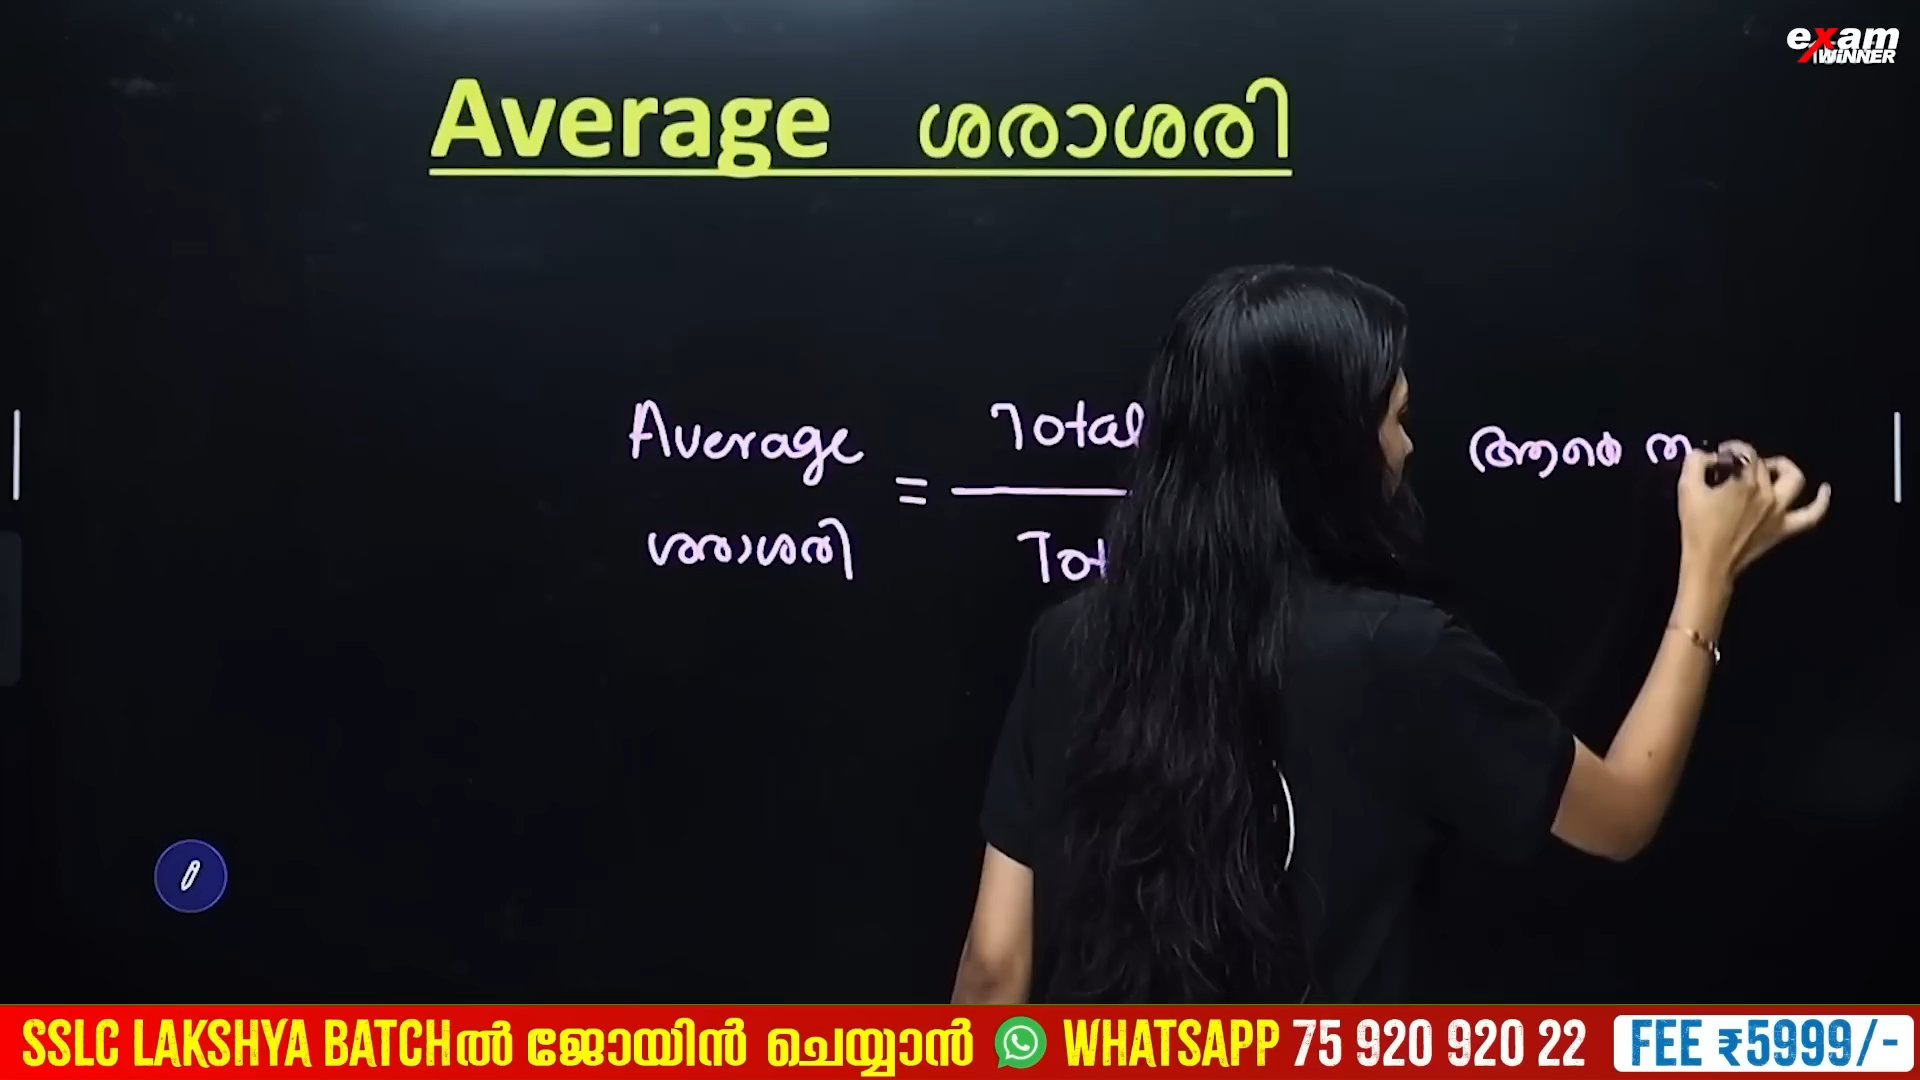 exam
WINNER
Average ശരാശരി
Average
ശരാശരി
=
Total
ആകെ
SSLC LAKSHYA BATCHൽ ജോയിൻ ചെയ്യാൻ WHATSAPP 75 920 920 22 FEE ₹5999/-